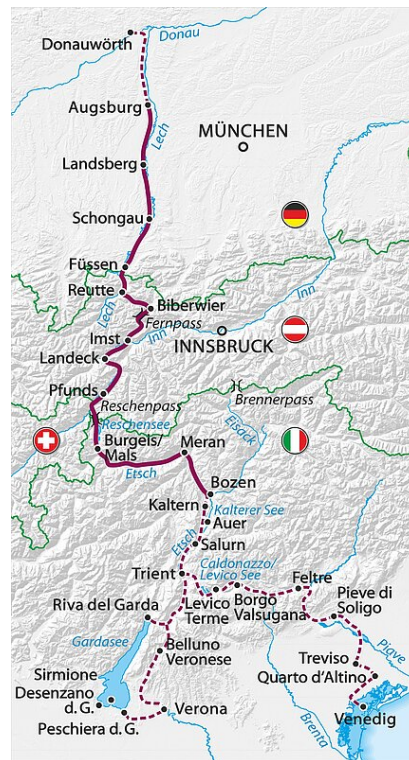 Donauwörth
Donau
Augsburg
Lech
MÜNCHEN
Landsberg
Schongau
Füssen
Reutte
Lech
Biberwier
Fernpass
Inn
Imst
Inn
INNSBRUCK
Landeck
Pfunds
Reschenpass
Brennerpass
Reschensee
Burgeis/
Mals
Meran
Eisack
Etsch
Bozen
Kaltern
Kalterer See
Auer
Etsch
Salurn
Caldonazzo/
Levico See
Trient
Feltre
Levico
Terme
Borgo
Valsugana
Pieve di
Soligo
Riva del Garda
Gardasee
Belluno
Veronese
Piave
Treviso
Quarto d'Altino
Sirmione
Desenzano
d. G.
Peschiera d. G.
Verona
Brenta
Venedig